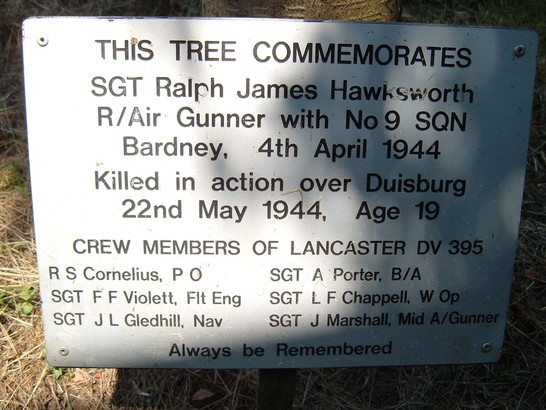 THIS TREE COMMEMORATES
SGT Ralph James Hawksworth
R/Air Gunner with No 9 SQN
Bardney, 4th April 1944
Killed in action over Duisburg
22nd May 1944, Age 19
CREW MEMBERS OF LANCASTER DV 395
R S Cornelius, P O SGT A Porter, B/A
SGT F F Violett, Flt Eng SGT L F Chappell, W Op
SGT J L Gledhill, Nav SGT J Marshall, Mid A/Gunner
Always be Remembered